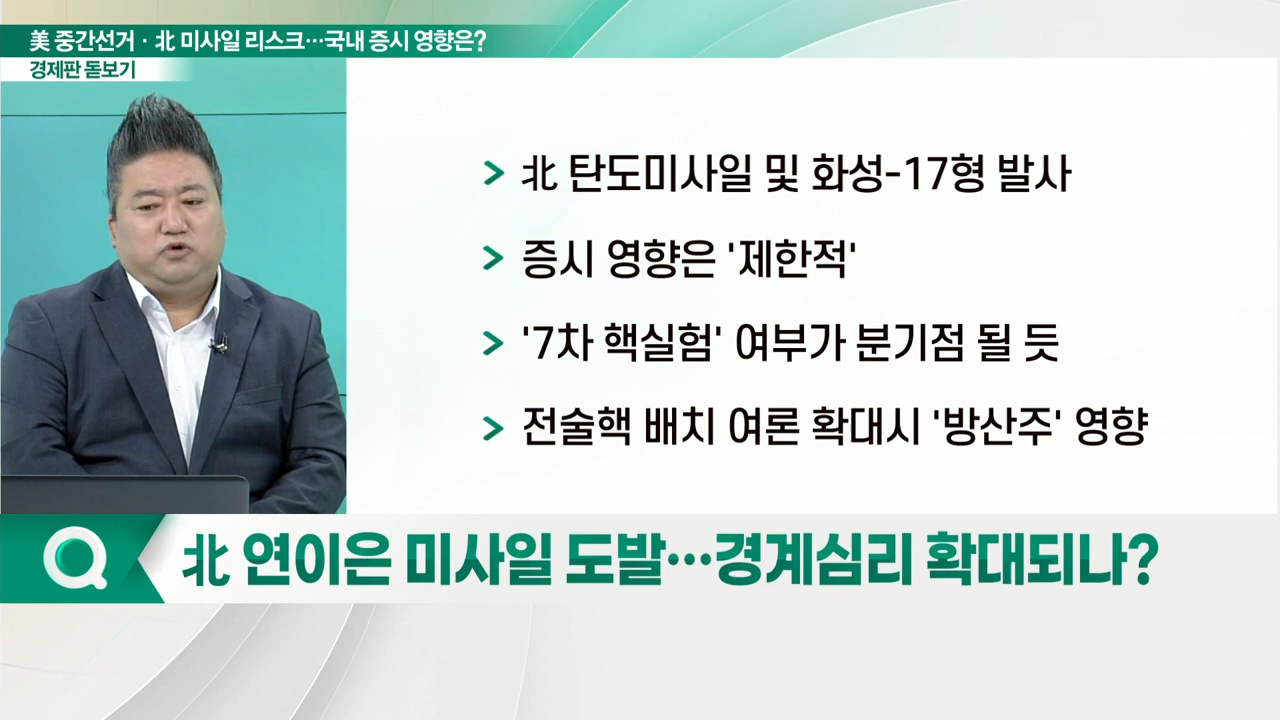 美 중간선거 · 北 미사일 리스크…국내 증시 영향은?
경제판 돋보기
> 北 탄도미사일 및 화성-17형 발사
> 증시 영향은 '제한적'
> '7차 핵실험' 여부가 분기점 될 듯
> 전술핵 배치 여론 확대시 '방산주' 영향
北 연이은 미사일 도발…경계심리 확대되나?